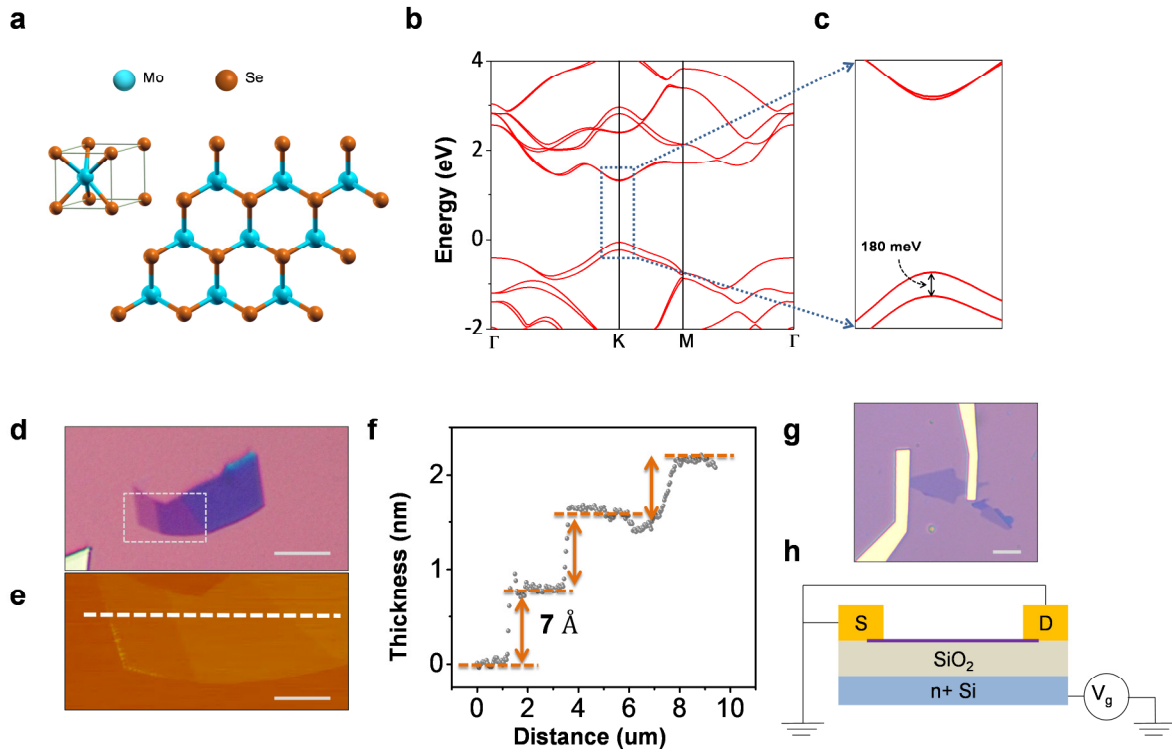 a
Mo
Se
b
4
2
0
-2
Energy (eV)
Γ
K
M
Γ
c
180 meV
d
e
f
2
1
0
Thickness (nm)
7 Å
0
2
4
6
8
10
Distance (um)
g
h
S
D
SiO₂
n+ Si
Vg